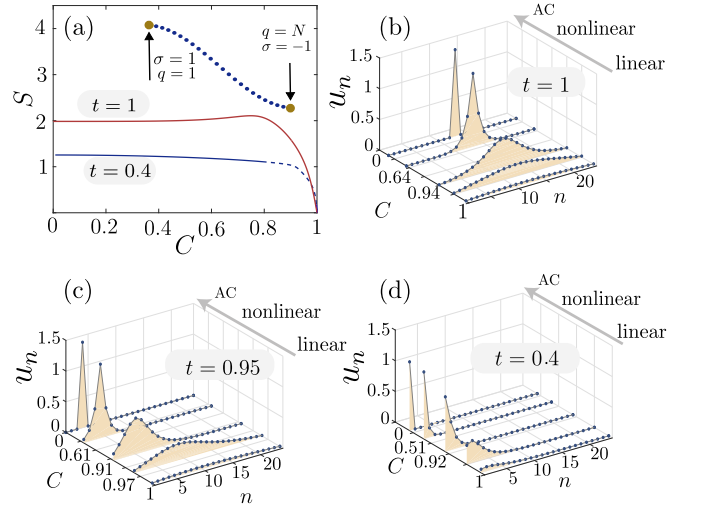 (a)
4
3
2
1
S
q = N
σ = −1
σ = 1
q = 1
t = 1
t = 0.4
0 0.2 0.4 0.6 0.8 1
C
(b)
AC
nonlinear
linear
t = 1
1.5
1
0.5
0
u_n
0
0.64
0.94
1
C
5 10 20
n
(c)
AC
nonlinear
linear
t = 0.95
1.5
1
0.5
0
u_n
0
0.61
0.91
0.97
1
C
5 10 15 20
n
(d)
AC
nonlinear
linear
t = 0.4
1.5
1
0.5
0
u_n
0
0.51
0.92
1
C
5 10 15 20
n